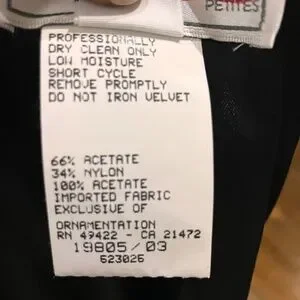 PETITES
PROFESSIONALLY
DRY CLEAN ONLY
LOW MOISTURE
SHORT CYCLE
REMOVE PROMPTLY
DO NOT IRON VELVET
66% ACETATE
34% NYLON
100% ACETATE
IMPORTED FABRIC
EXCLUSIVE OF
ORNAMENTATION
RN 49422 - CA 21472
19805/03
623026